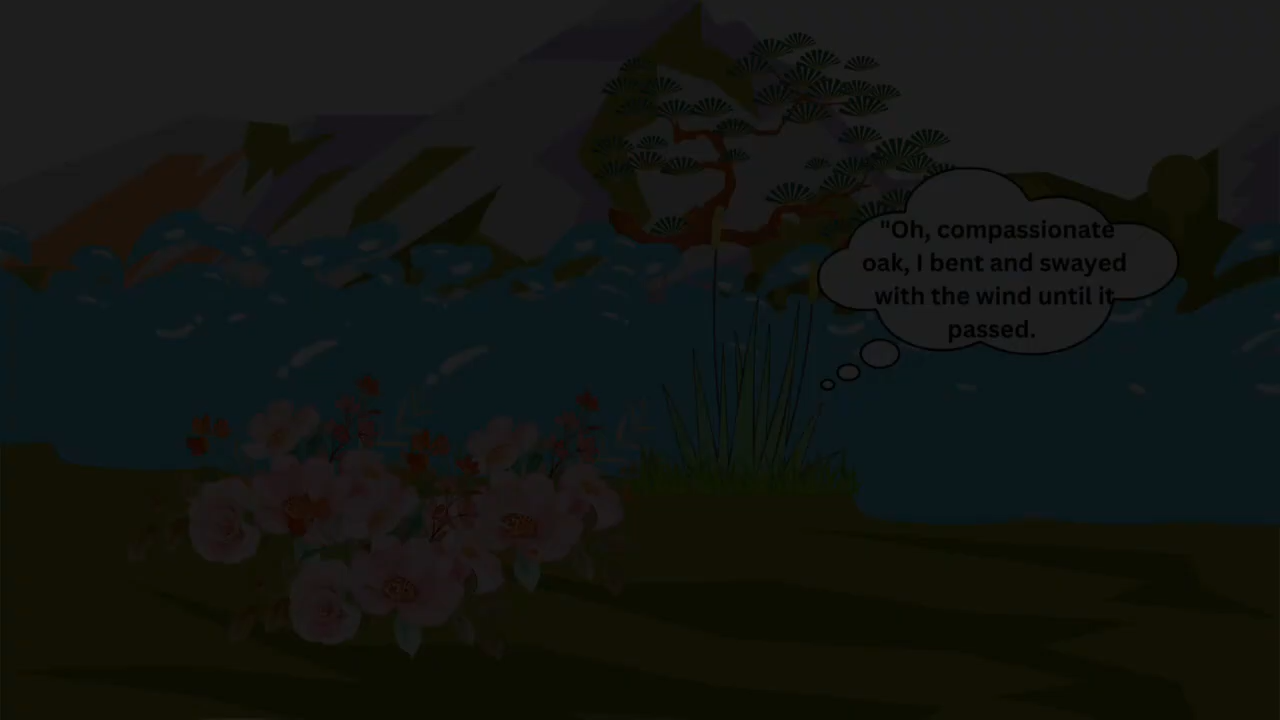 "Oh, compassionate
oak, I bent and swayed
with the wind until it
passed.